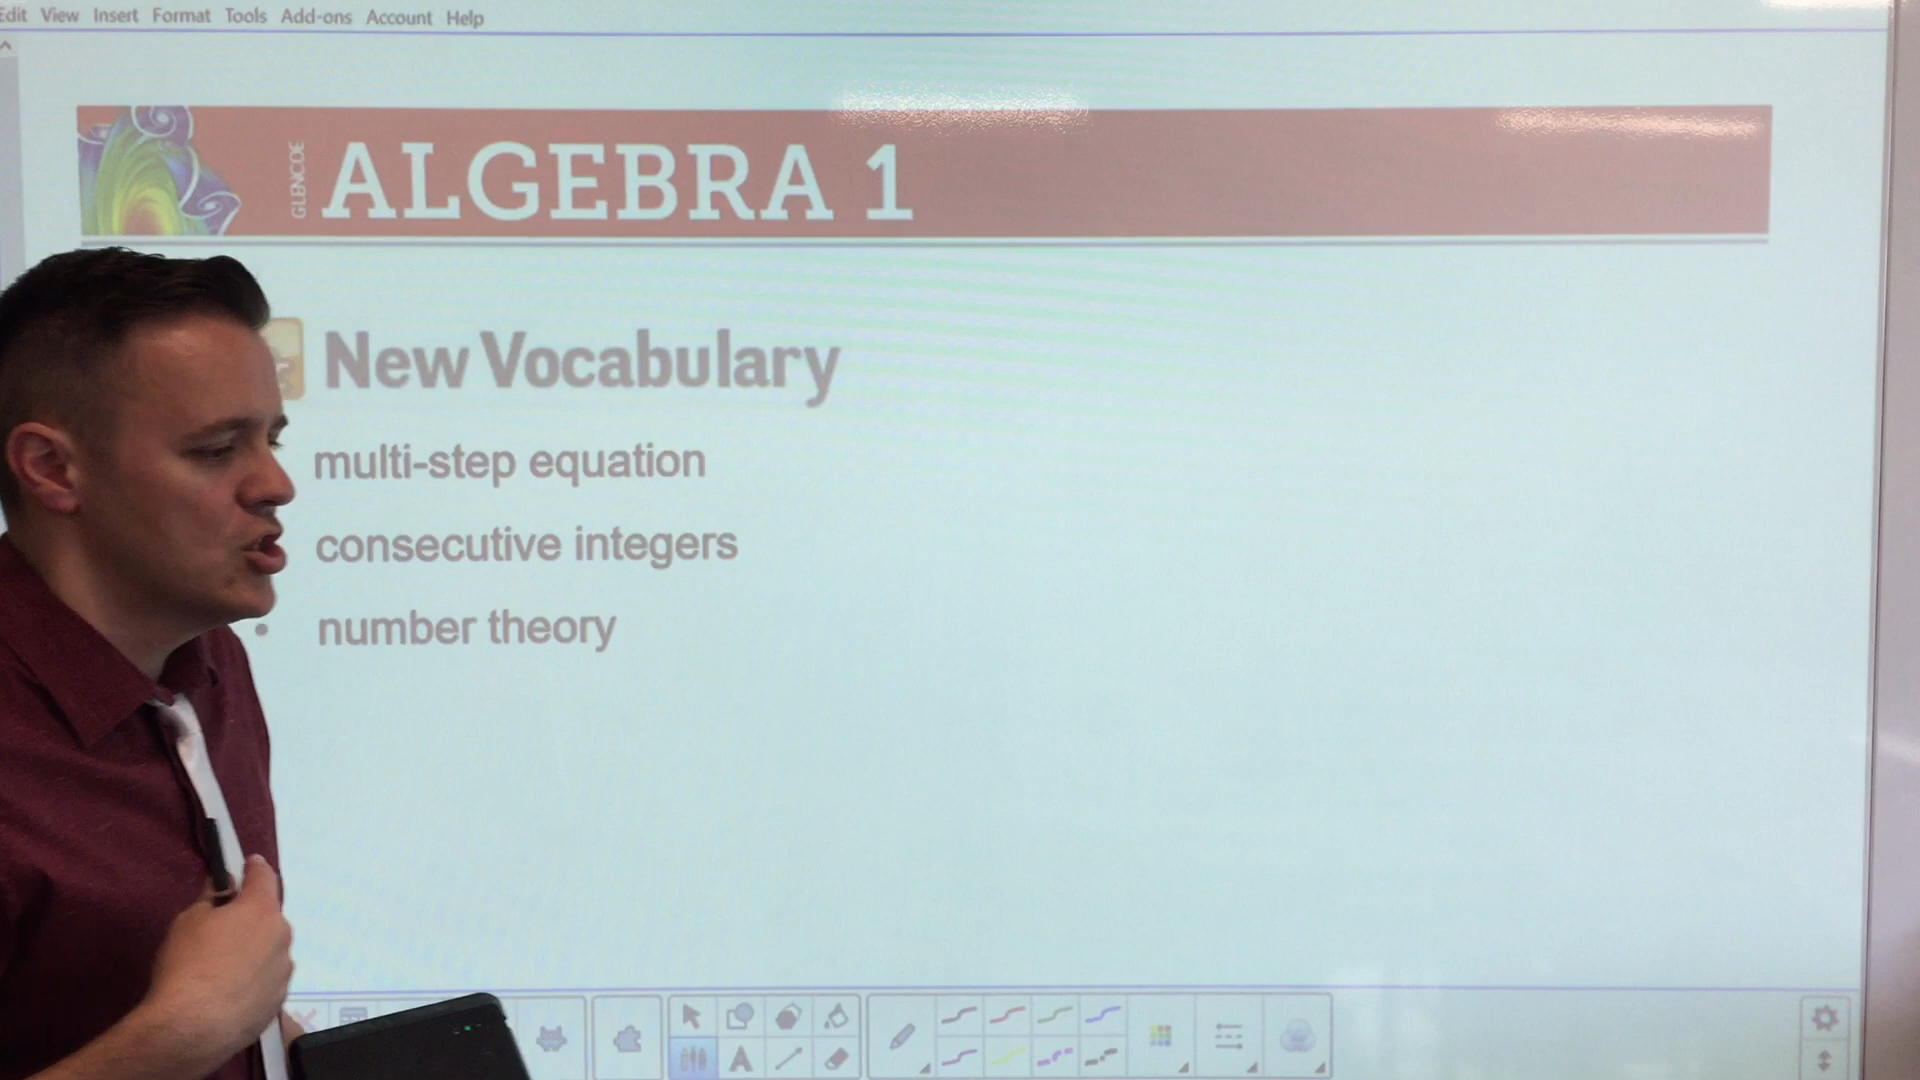 Edit View Insert Format Tools Add-ons Account Help
GLENCOE ALGEBRA 1
New Vocabulary
multi-step equation
consecutive integers
• number theory
A